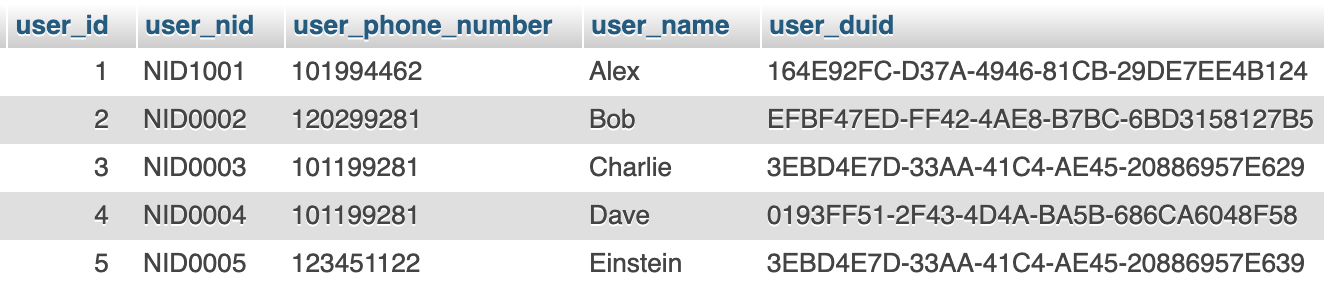 user_id user_nid user_phone_number user_name user_duid
1 NID1001 101994462 Alex 164E92FC-D37A-4946-81CB-29DE7EE4B124
2 NID0002 120299281 Bob EFBF47ED-FF42-4AE8-B7BC-6BD3158127B5
3 NID0003 101199281 Charlie 3EBD4E7D-33AA-41C4-AE45-20886957E629
4 NID0004 101199281 Dave 0193FF51-2F43-4D4A-BA5B-686CA6048F58
5 NID0005 123451122 Einstein 3EBD4E7D-33AA-41C4-AE45-20886957E639